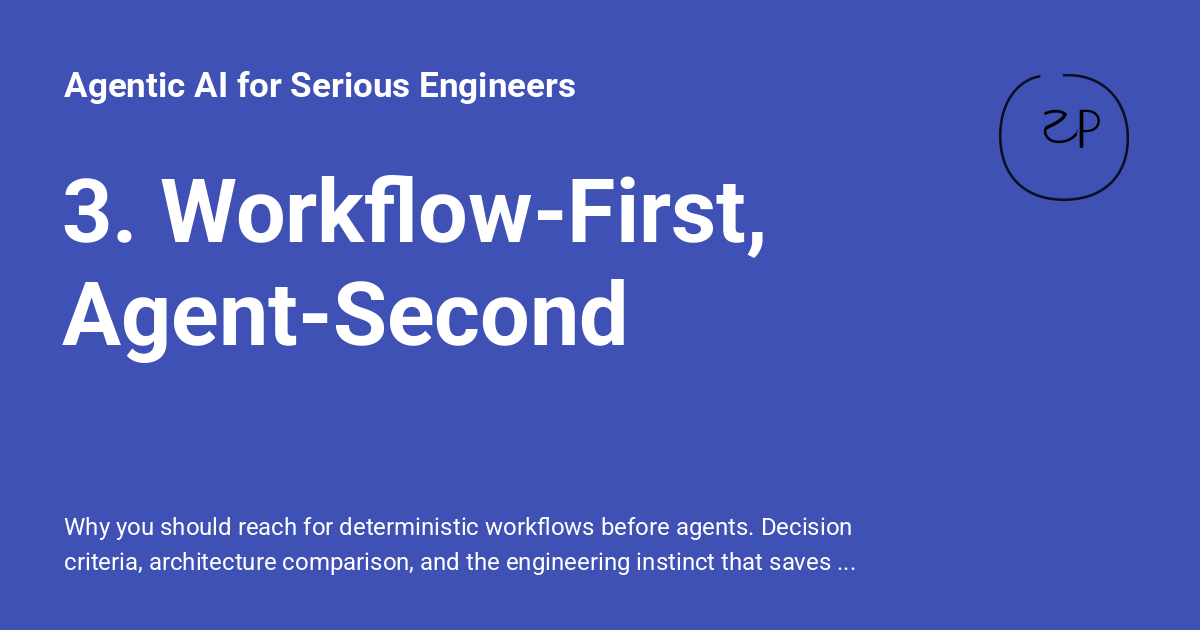 Agentic AI for Serious Engineers
3. Workflow-First,
Agent-Second
Why you should reach for deterministic workflows before agents. Decision
criteria, architecture comparison, and the engineering instinct that saves ...